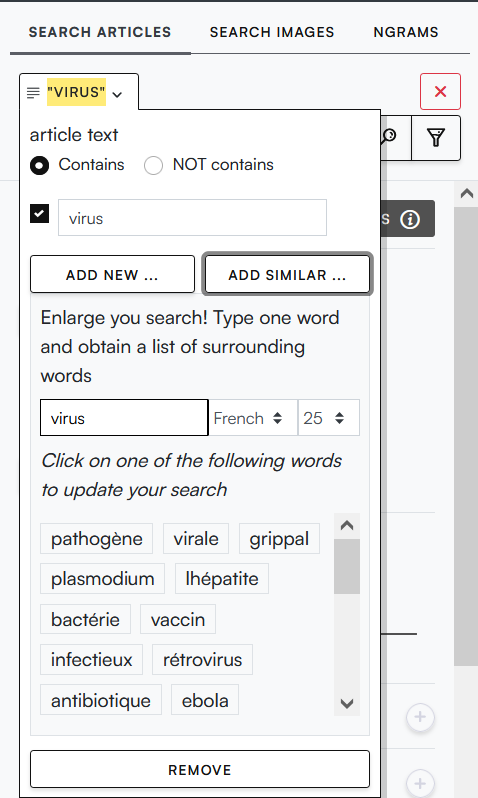 SEARCH ARTICLES SEARCH IMAGES NGRAMS
"VIRUS"
article text
Contains NOT contains
virus
S
ADD NEW ... ADD SIMILAR ...
Enlarge you search! Type one word
and obtain a list of surrounding
words
virus French 25
Click on one of the following words
to update your search
pathogène virale grippal
plasmodium lhépatite
bactérie vaccin
infectieux rétrovirus
antibiotique ebola
REMOVE